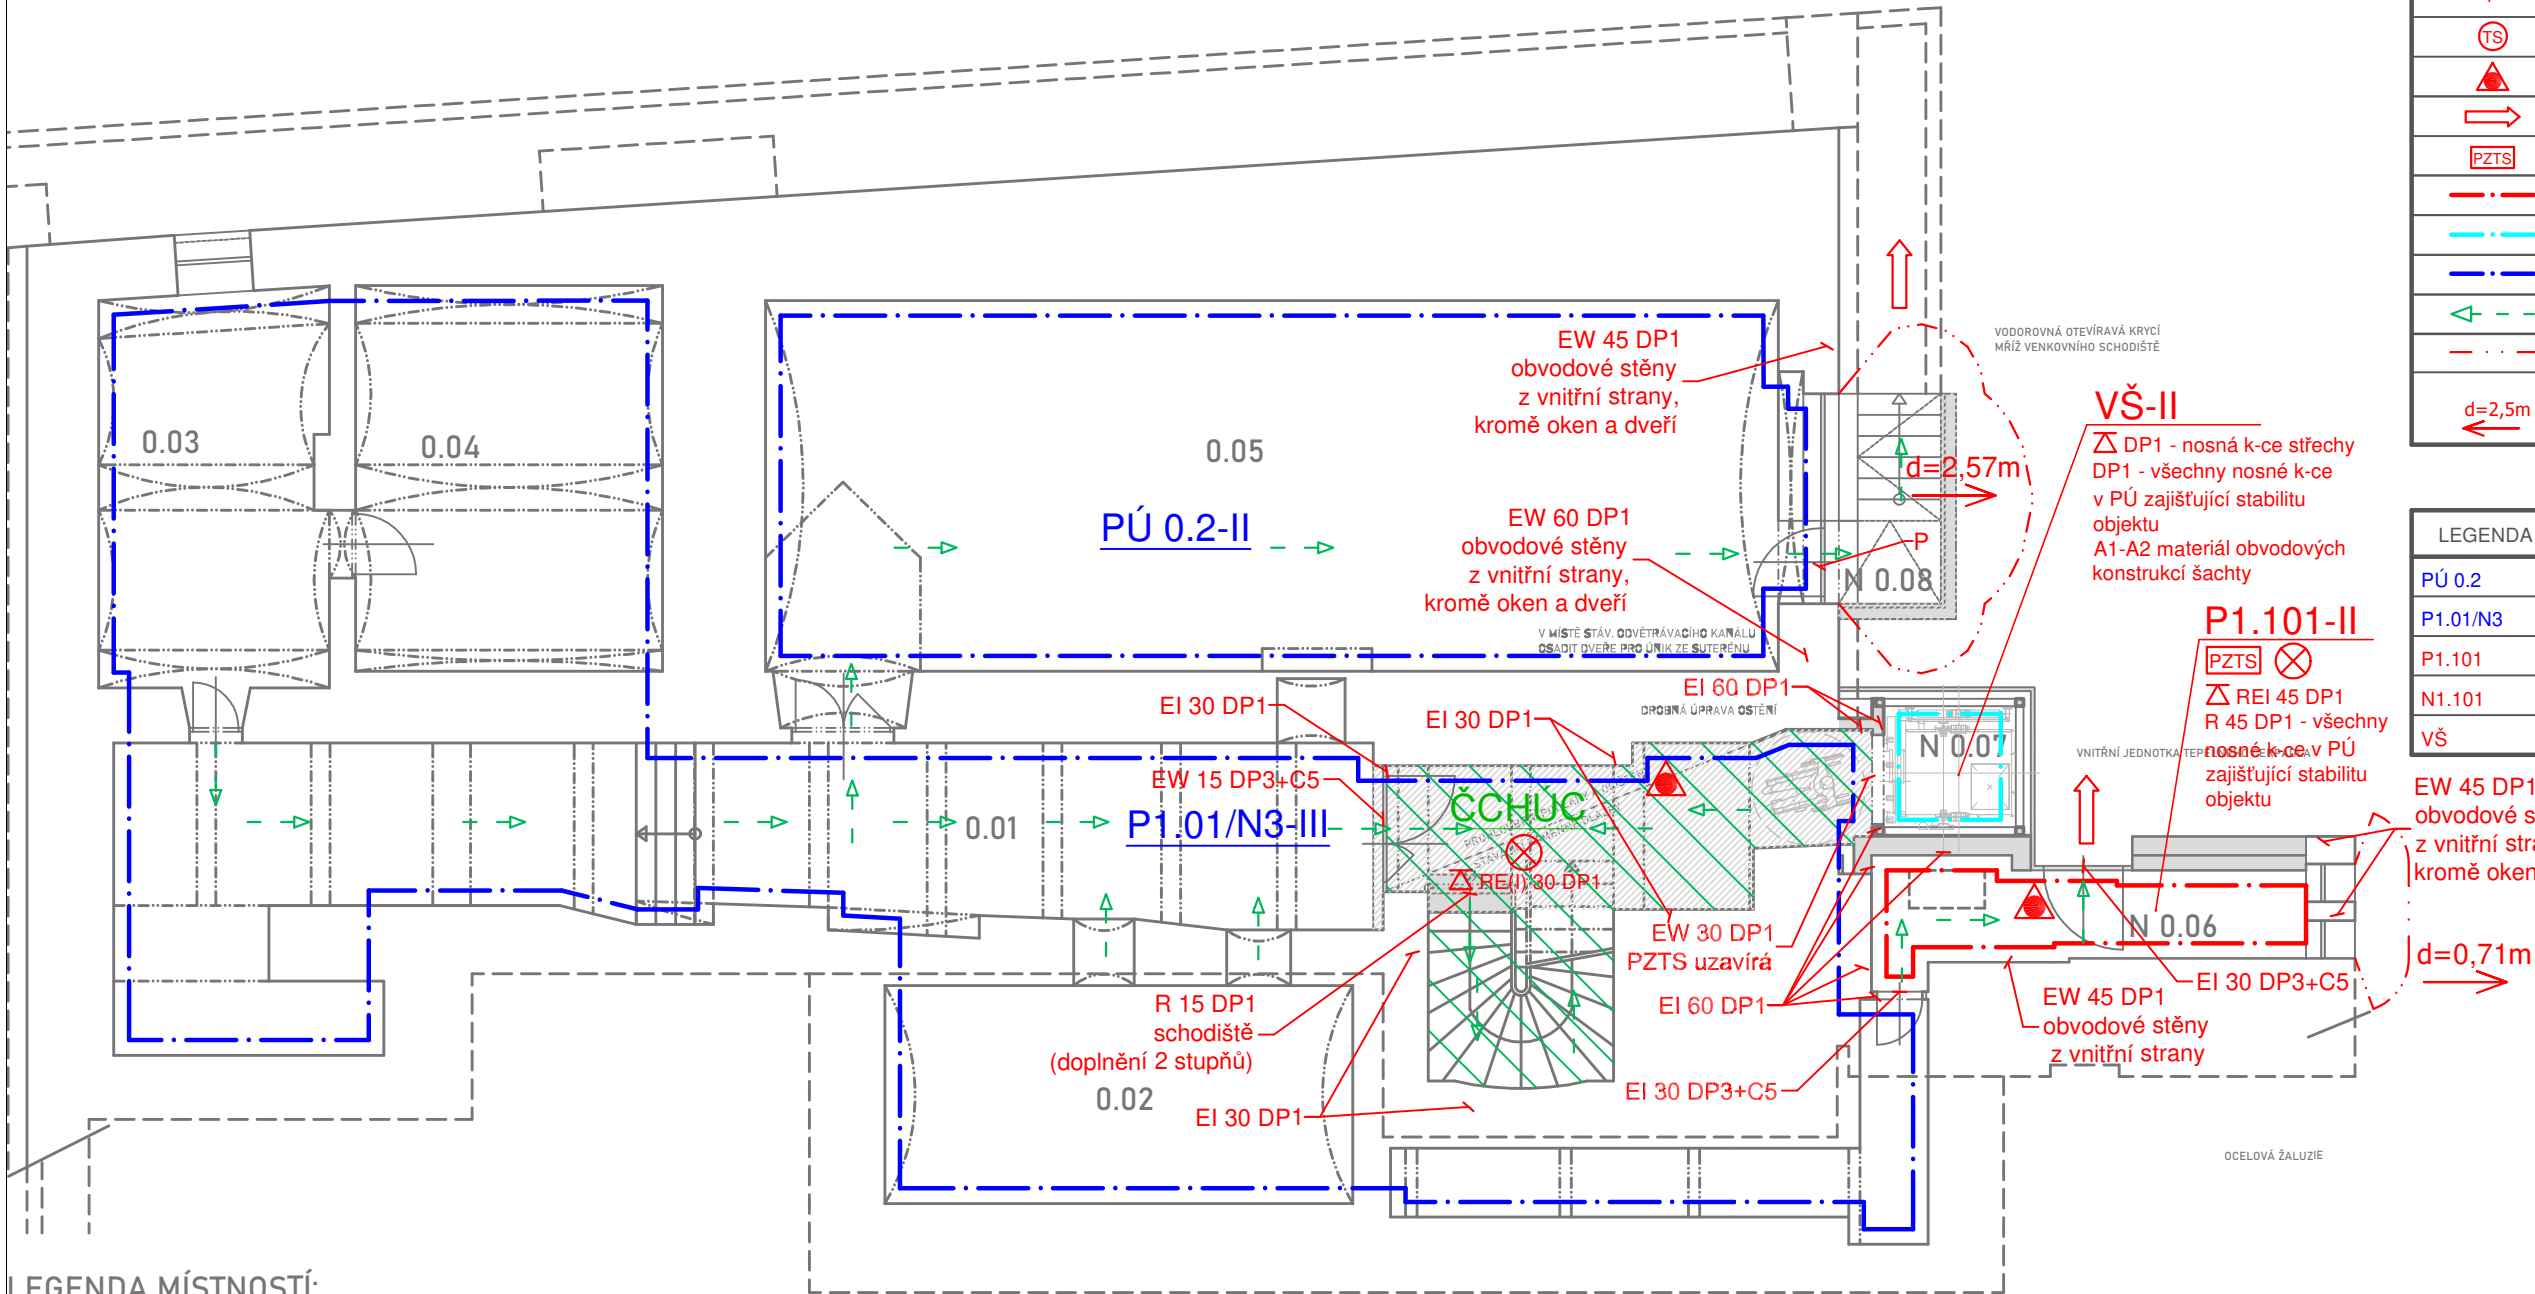 TS
PZTS
d=2,5m
VODOROVNÁ OTEVÍRAVÁ KRYCÍ
MŘÍŽ VENKOVNÍHO SCHODIŠTĚ
EW 45 DP1
obvodové stěny
z vnitřní strany,
kromě oken a dveří
VŠ-II
DP1 - nosná k-ce střechy
DP1 - všechny nosné k-ce
v PÚ zajišťující stabilitu
objektu
A1-A2 materiál obvodových
konstrukcí šachty
0.03
0.04
0.05
d=2,57m
PÚ 0.2-II
EW 60 DP1
obvodové stěny
z vnitřní strany,
kromě oken a dveří
P
N 0.08
LEGENDA
PÚ 0.2
P1.01/N3
P1.101
N1.101
VŠ
V MÍSTĚ STÁV. ODVĚTRÁVACÍHO KANÁLU
OSADIT DVEŘE PRO ÚNIK ZE SUTERÉNU
P1.101-II
PZTS
REI 45 DP1
R 45 DP1 - všechny
nosné k-ce v PÚ
zajišťující stabilitu
objektu
EI 60 DP1
DROBNÁ ÚPRAVA OSTĚNÍ
EI 30 DP1
EI 30 DP1
N 0.07
VNITŘNÍ JEDNOTKA
EW 15 DP3+C5
ČCHÚC
P1.01/N3-III
0.01
RE(I) 30 DP1
EW 45 DP1
obvodové
z vnitřní
kromě oken
N 0.06
EW 30 DP1
PZTS uzavírá
EI 60 DP1
d=0,71m
EI 30 DP3+C5
EW 45 DP1
obvodové stěny
z vnitřní strany
R 15 DP1
schodiště
(doplnění 2 stupňů)
0.02
EI 30 DP1
EI 30 DP3+C5
OCELOVÁ ŽALUZIE
LEGENDA MÍSTNOSTÍ: